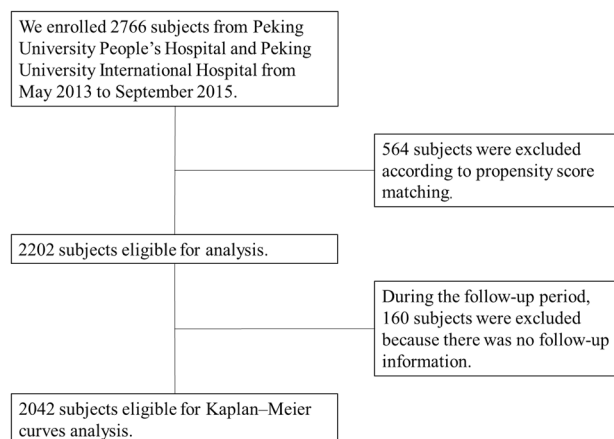 We enrolled 2766 subjects from Peking
University People’s Hospital and Peking
University International Hospital from
May 2013 to September 2015.
564 subjects were excluded
according to propensity score
matching.
2202 subjects eligible for analysis.
During the follow-up period,
160 subjects were excluded
because there was no follow-up
information.
2042 subjects eligible for Kaplan–Meier
curves analysis.